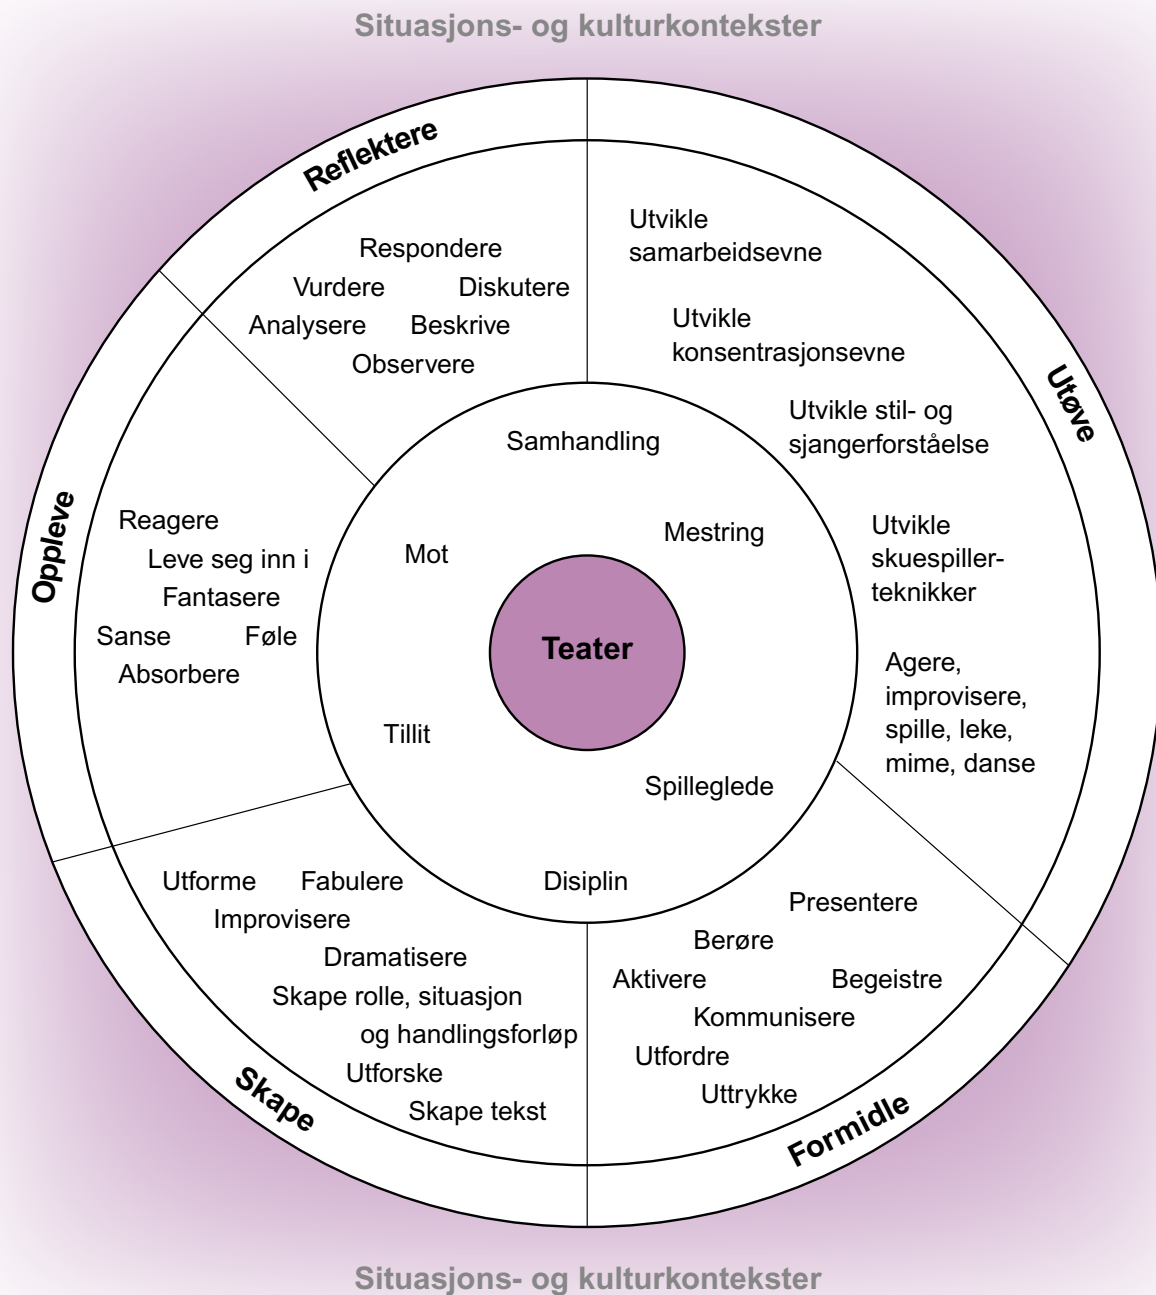 Situasjons- og kulturkontekster
Reflektere
Respondere
Vurdere Diskutere
Analysere Beskrive
Observere
Utøve
Utvikle
samarbeidsevne
Utvikle
konsentrasjonsevne
Utvikle stil- og
sjangerforståelse
Utvikle
skuespiller-
teknikker
Agere,
improvisere,
spille, leke,
mime, danse
Oppleve
Reagere
Leve seg inn i
Fantasere
Sanse Føle
Absorbere
Samhandling
Mestring
Mot
Teater
Tillit
Spilleglede
Disiplin
Skape
Utforme Fabulere
Improvisere
Dramatisere
Skape rolle, situasjon
og handlingsforløp
Utforske
Skape tekst
Formidle
Presentere
Berøre
Aktivere Begeistre
Kommunisere
Utfordre
Uttrykke
Situasjons- og kulturkontekster